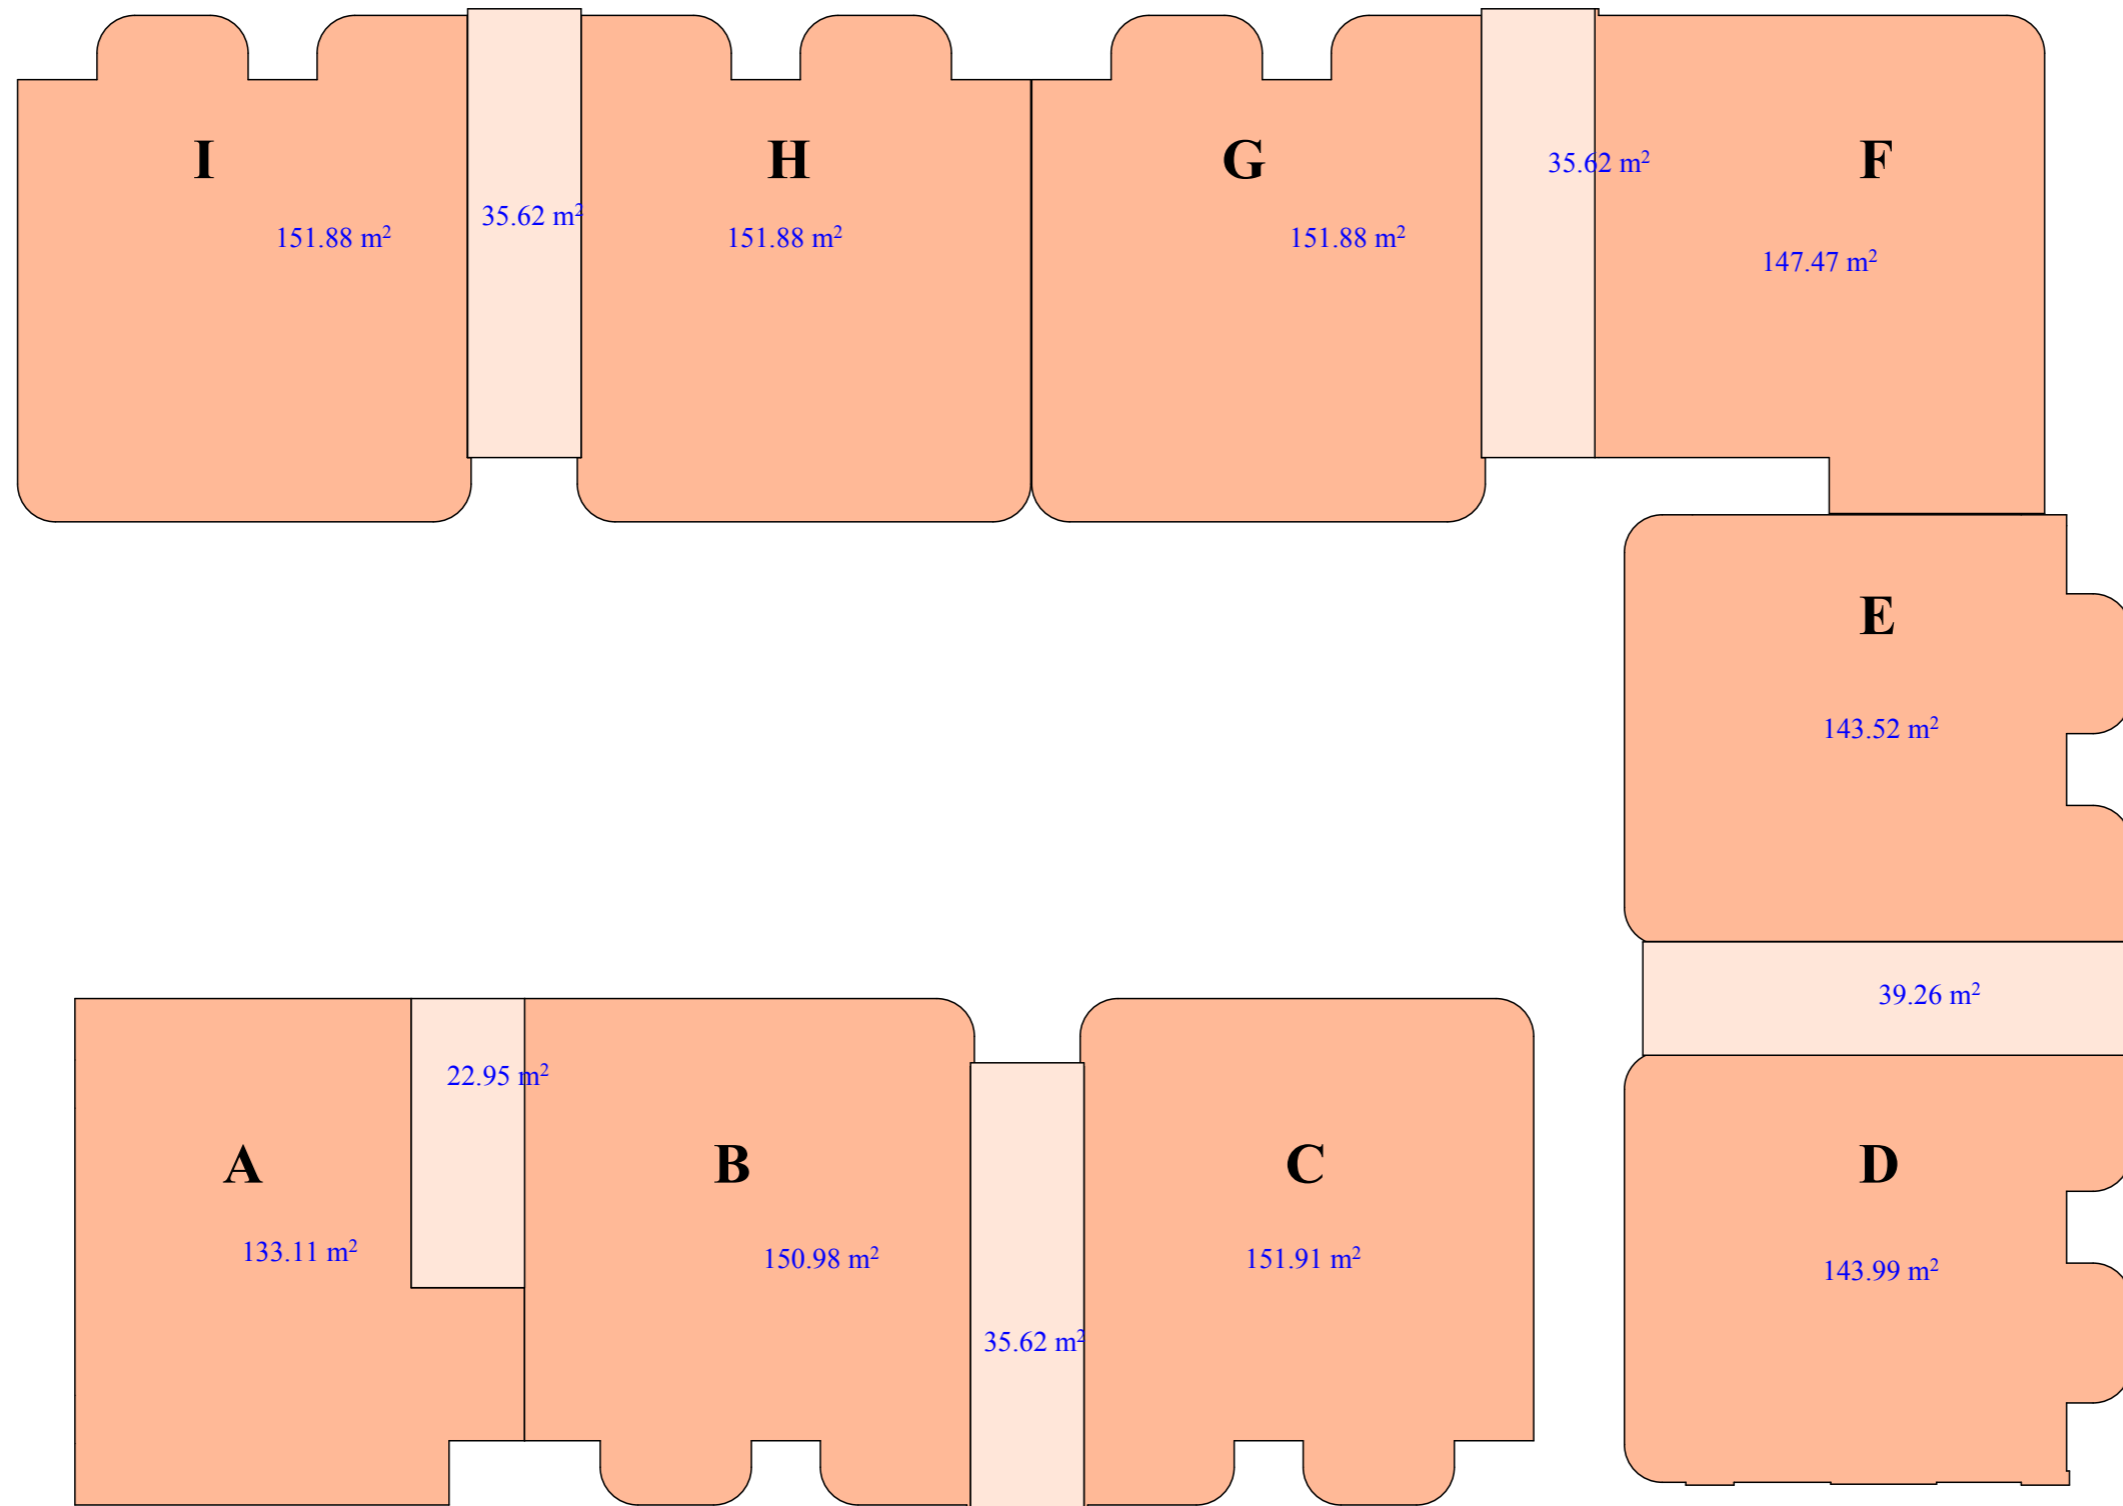 I
H
G
F
35.62 m²
35.62 m²
151.88 m²
151.88 m²
151.88 m²
147.47 m²
E
143.52 m²
39.26 m²
22.95 m²
A
B
C
D
133.11 m²
150.98 m²
151.91 m²
143.99 m²
35.62 m²